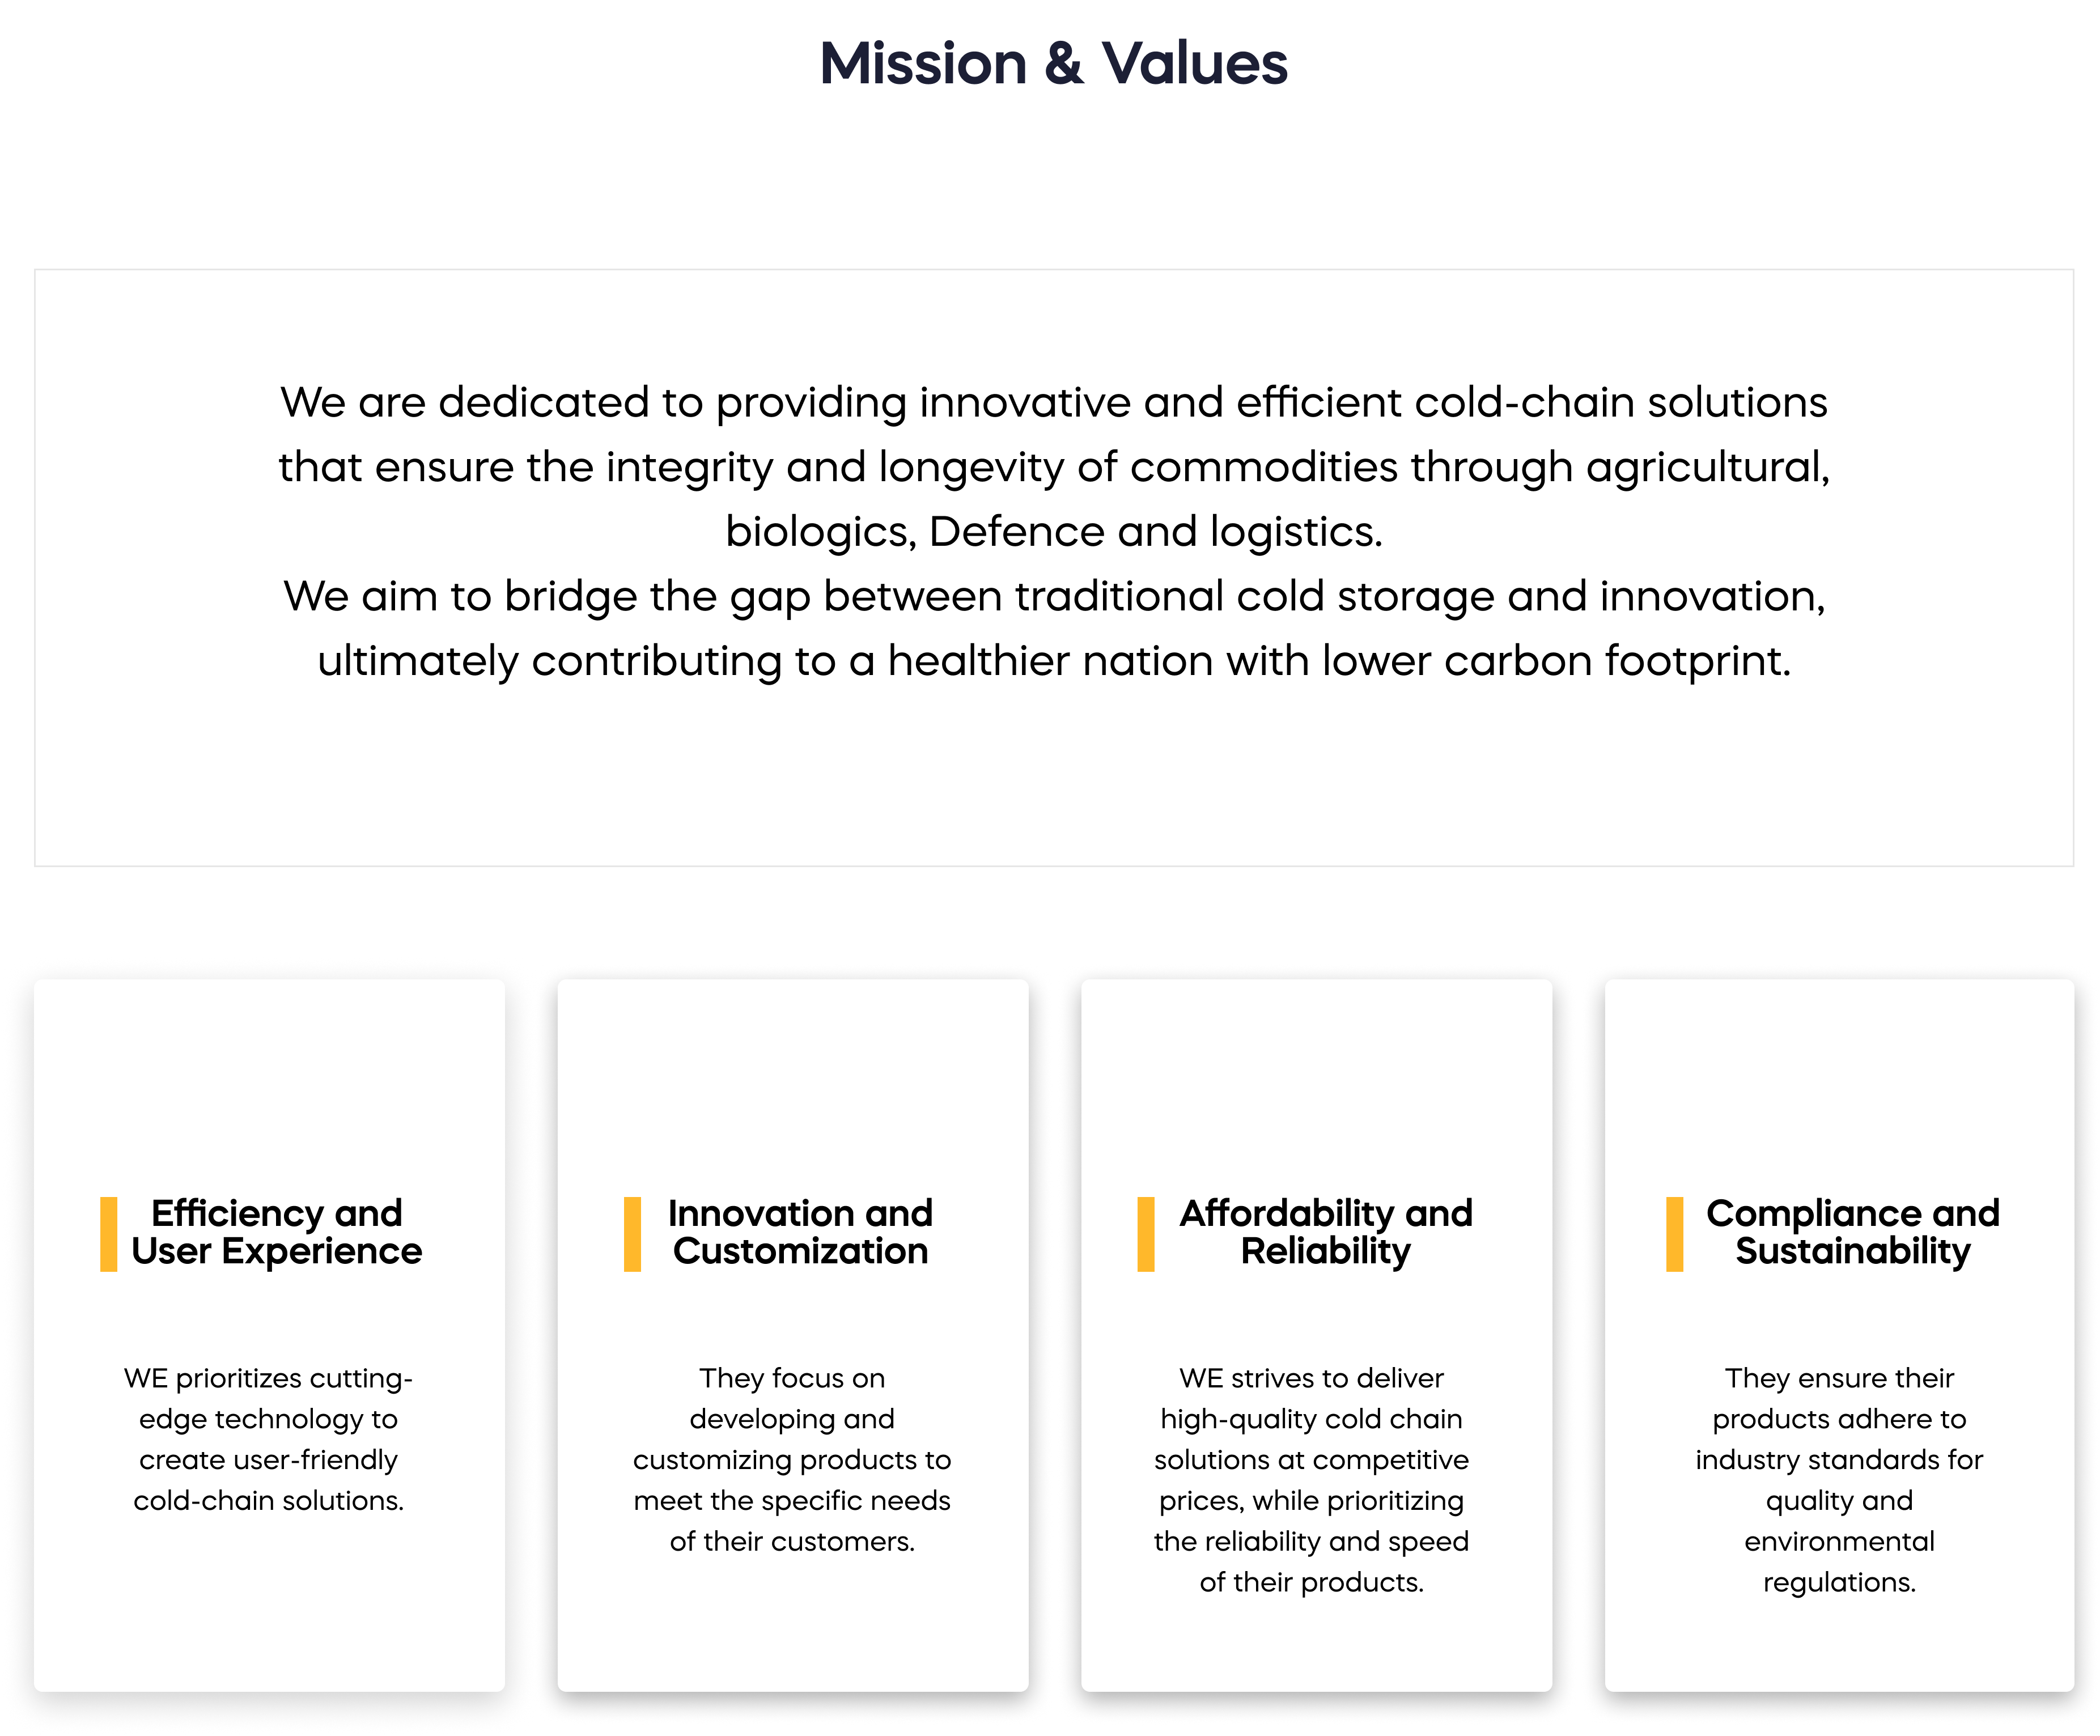 Mission & Values
We are dedicated to providing innovative and efficient cold-chain solutions
that ensure the integrity and longevity of commodities through agricultural,
biologics, Defence and logistics.
We aim to bridge the gap between traditional cold storage and innovation,
ultimately contributing to a healthier nation with lower carbon footprint.
Efficiency and
User Experience
WE prioritizes cutting-
edge technology to
create user-friendly
cold-chain solutions.
Innovation and
Customization
They focus on
developing and
customizing products to
meet the specific needs
of their customers.
Affordability and
Reliability
WE strives to deliver
high-quality cold chain
solutions at competitive
prices, while prioritizing
the reliability and speed
of their products.
Compliance and
Sustainability
They ensure their
products adhere to
industry standards for
quality and
environmental
regulations.